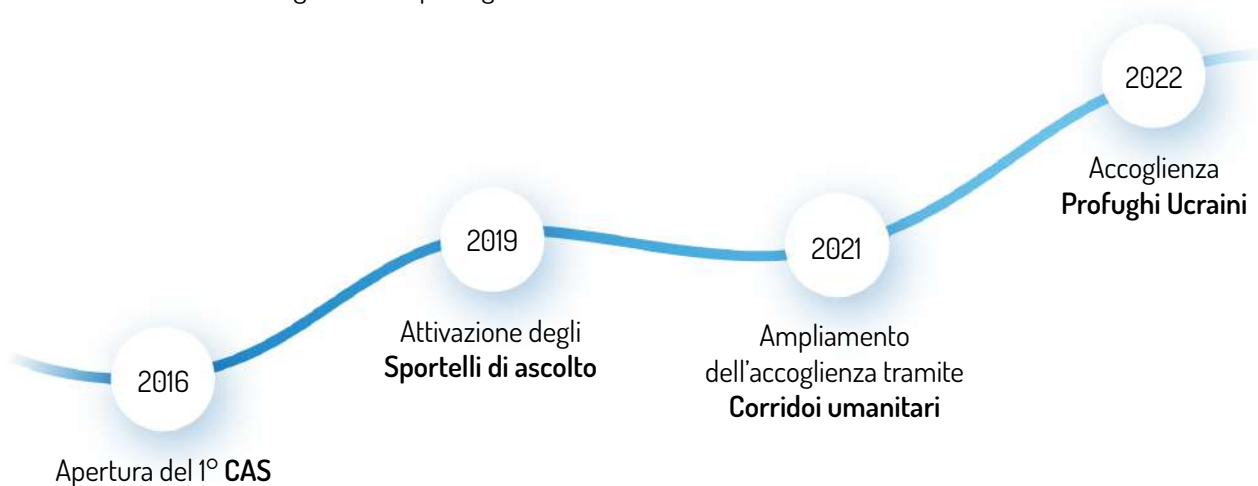 2016
Apertura del 1° CAS
2019
Attivazione degli
Sportelli di ascolto
2021
Ampliamento
dell'accoglienza tramite
Corridoi umanitari
2022
Accoglienza
Profughi Ucraini